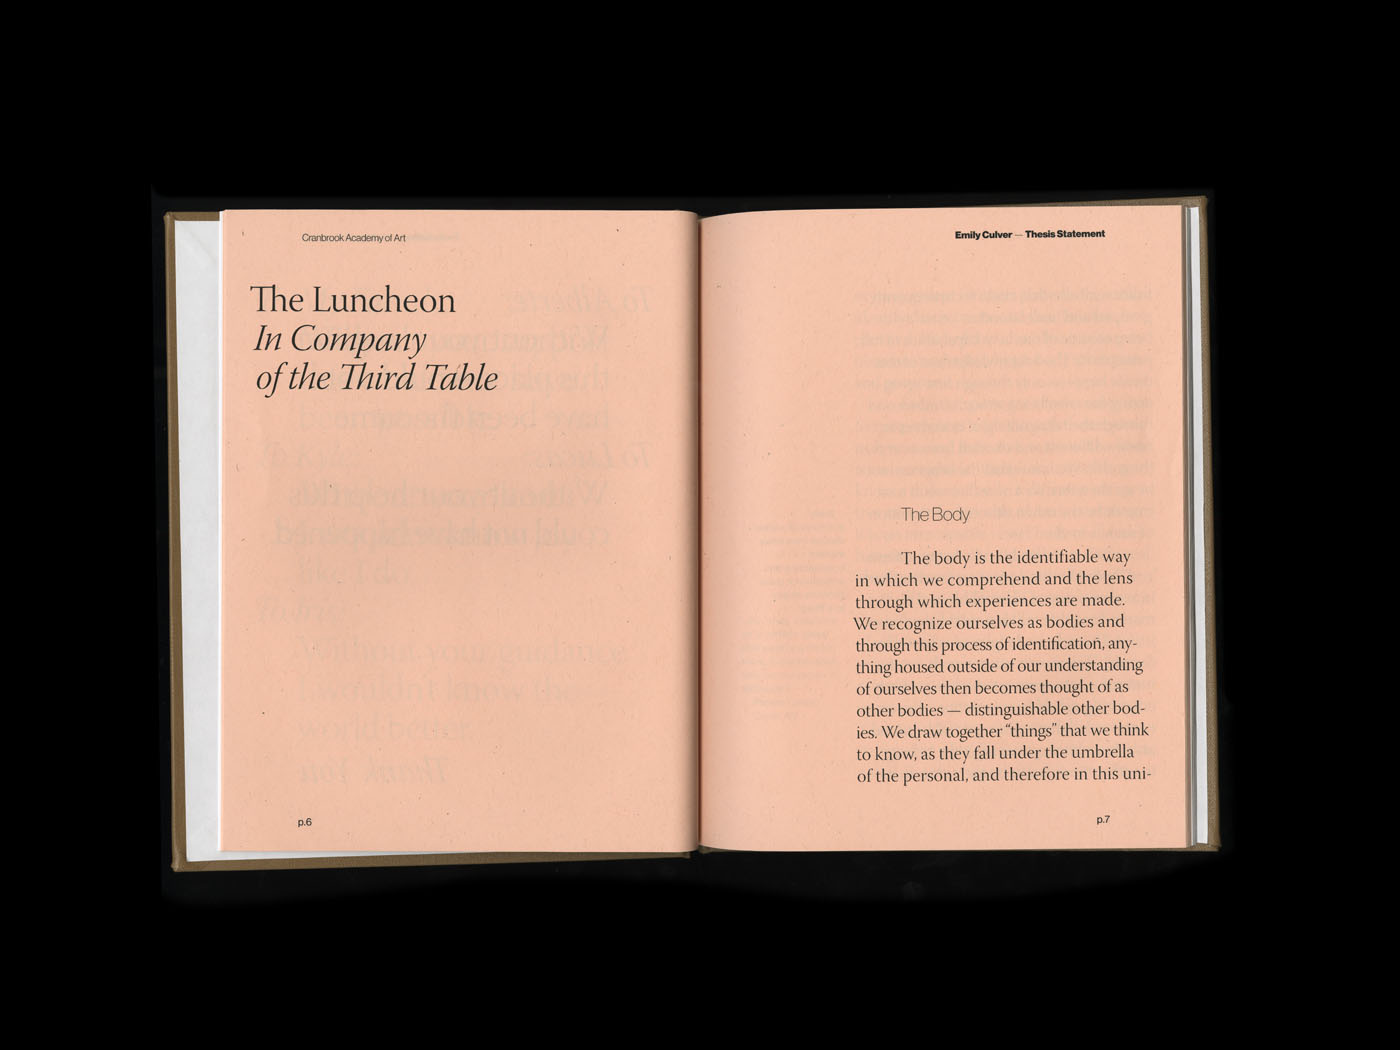 Cranbrook Academy of Art
The Luncheon
In Company
of the Third Table
p.6
Emily Culver — Thesis Statement
The Body
The body is the identifiable way
in which we comprehend and the lens
through which experiences are made.
We recognize ourselves as bodies and
through this process of identification, any-
thing housed outside of our understanding
of ourselves then becomes thought of as
other bodies — distinguishable other bod-
ies. We draw together “things” that we think
to know, as they fall under the umbrella
of the personal, and therefore in this uni-
p.7